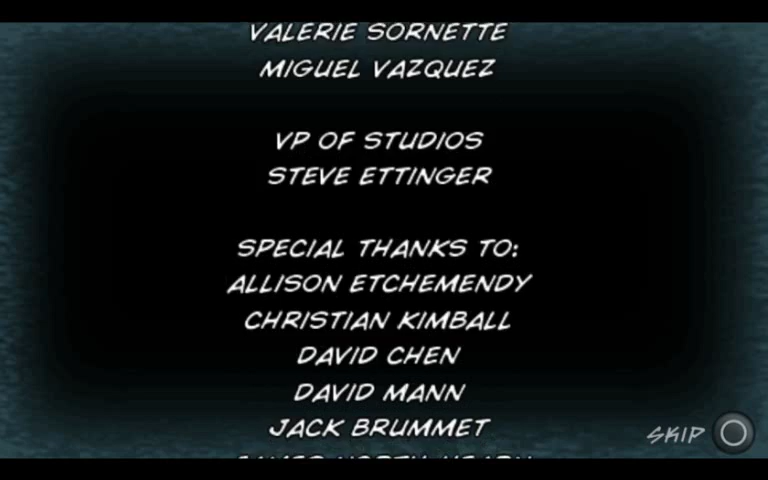 VALERIE SORNETTE
MIGUEL VAZQUEZ
VP OF STUDIOS
STEVE ETTINGER
SPECIAL THANKS TO:
ALLISON ETCHEMENDY
CHRISTIAN KIMBALL
DAVID CHEN
DAVID MANN
JACK BRUMMET
SKIP